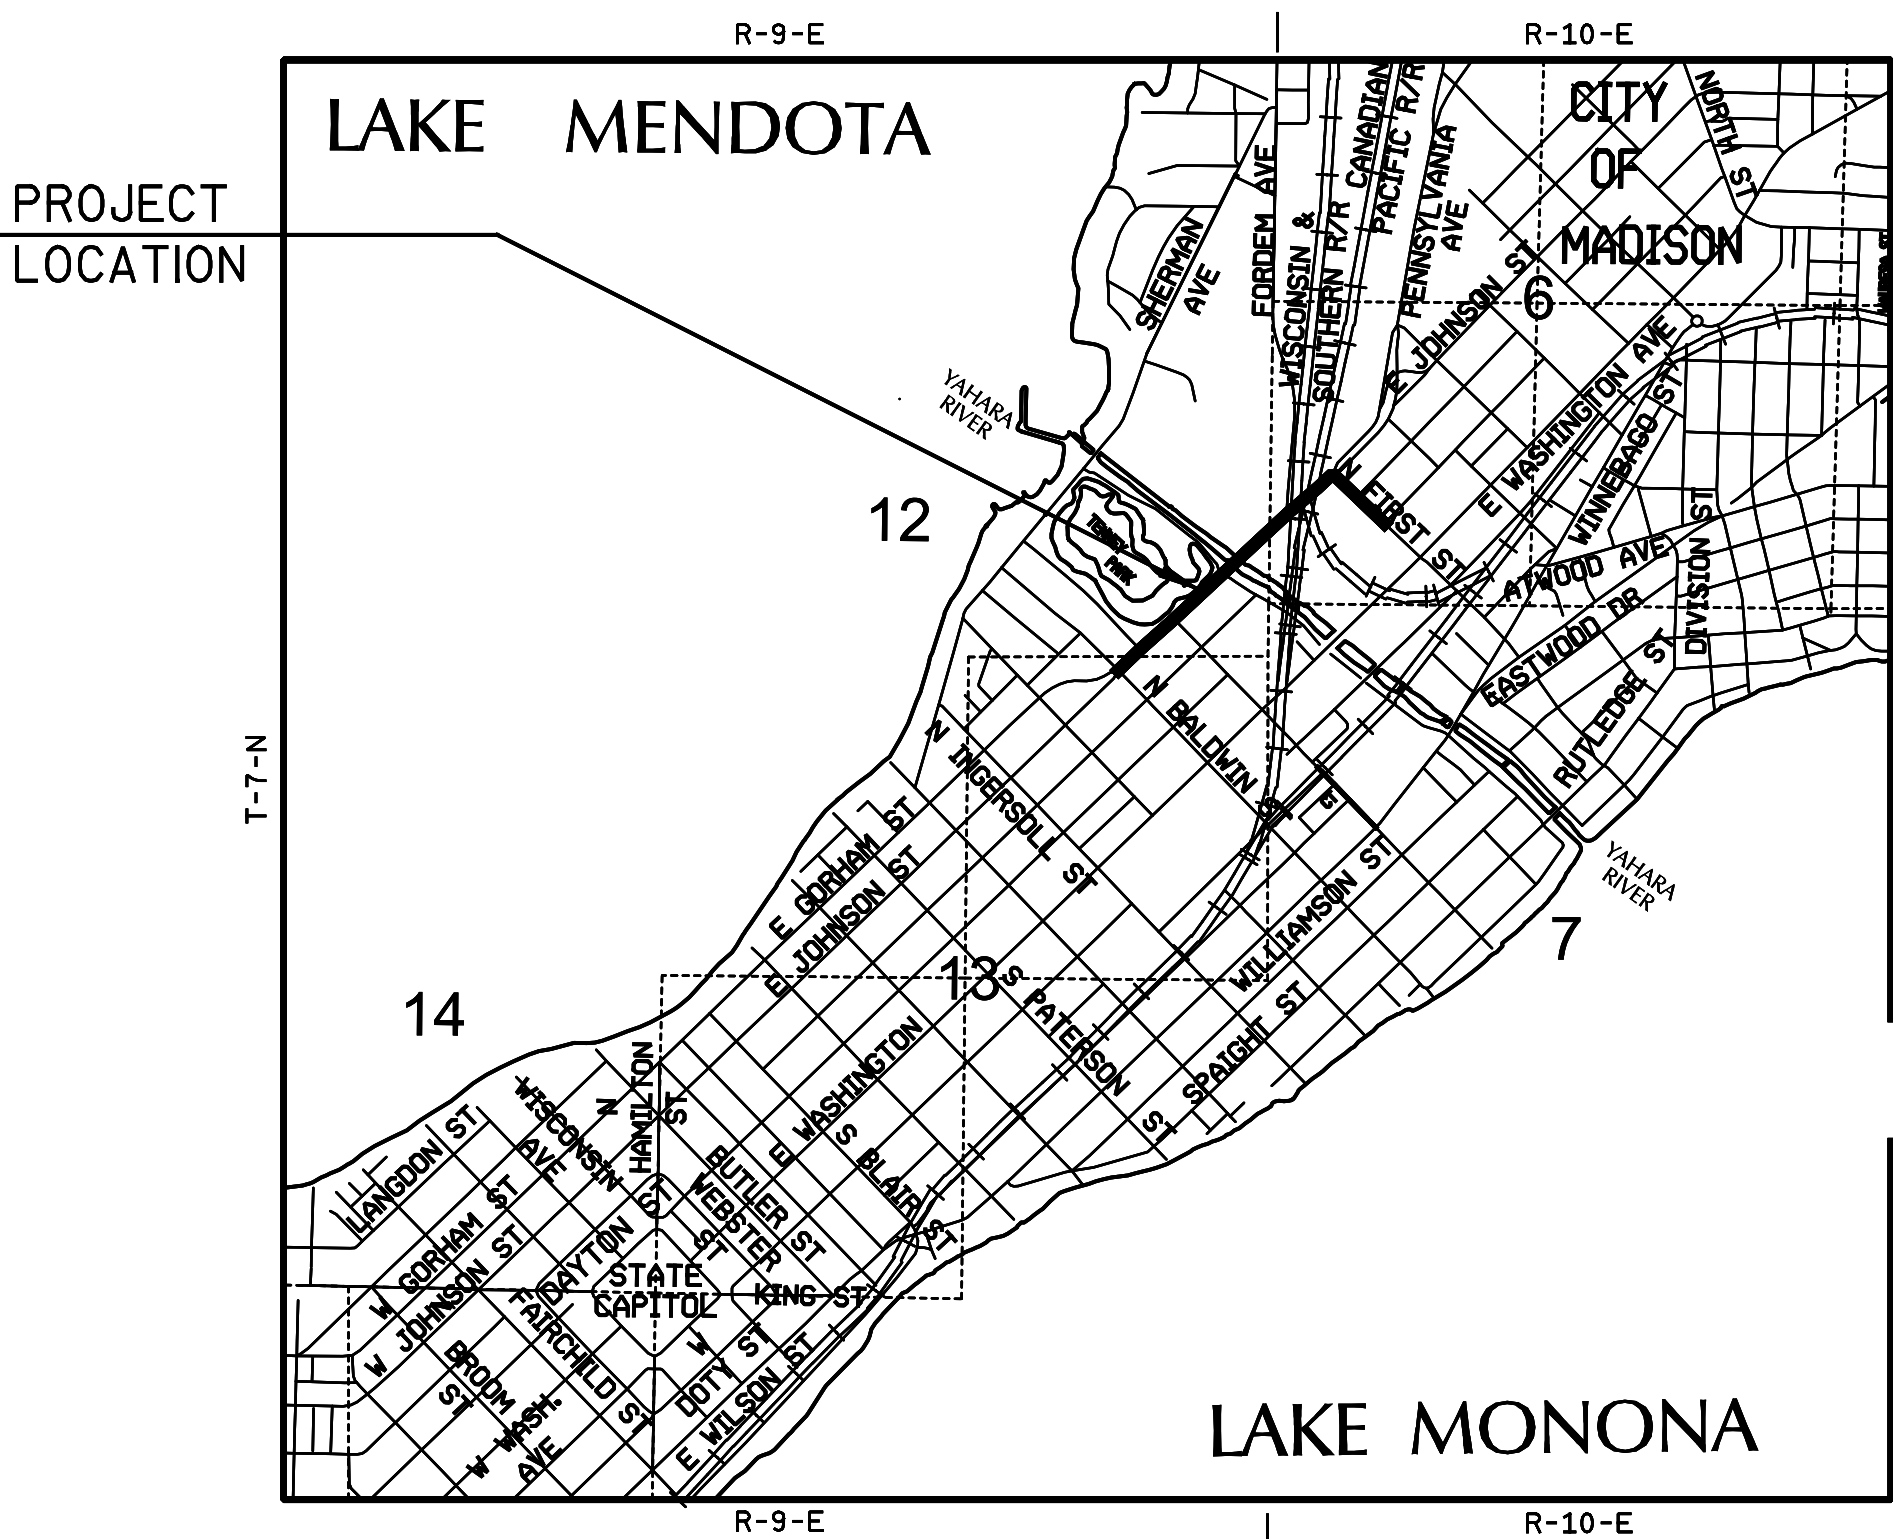 R-9-E
R-10-E
LAKE MENDOTA
CITY
OF
MADISON
NORTH ST
PROJECT
LOCATION
SHERMAN
AVE
FORDEM AVE
WISCONSIN &
SOUTHERN R/R
CANADIAN
PACIFIC R/R
PENNSYLVANIA
AVE
E JOHNSON ST
6
E WASHINGTON AVE
WINNEBAGO ST
YAHARA
RIVER
12
TENNEY
PARK
N FIRST ST
ATWOOD AVE
DIVISION ST
EASTWOOD DR
RUTLEDGE ST
N BALDWIN ST
N INGERSOLL ST
T-7-N
E GORHAM ST
E JOHNSON ST
WILLIAMSON ST
YAHARA
RIVER
7
13
14
S PATERSON ST
SPAIGHT ST
E WASHINGTON
N
HAMILTON
ST
WISCONSIN
AVE
LANGDON ST
S BLAIR ST
BUTLER ST
WEBSTER
ST
W GORHAM ST
W JOHNSON ST
DAYTON ST
STATE
CAPITOL
KING ST
FAIRCHILD ST
BROOM
ST
W WASH.
AVE
W
DOTY ST
E WILSON ST
LAKE MONONA
R-9-E
R-10-E